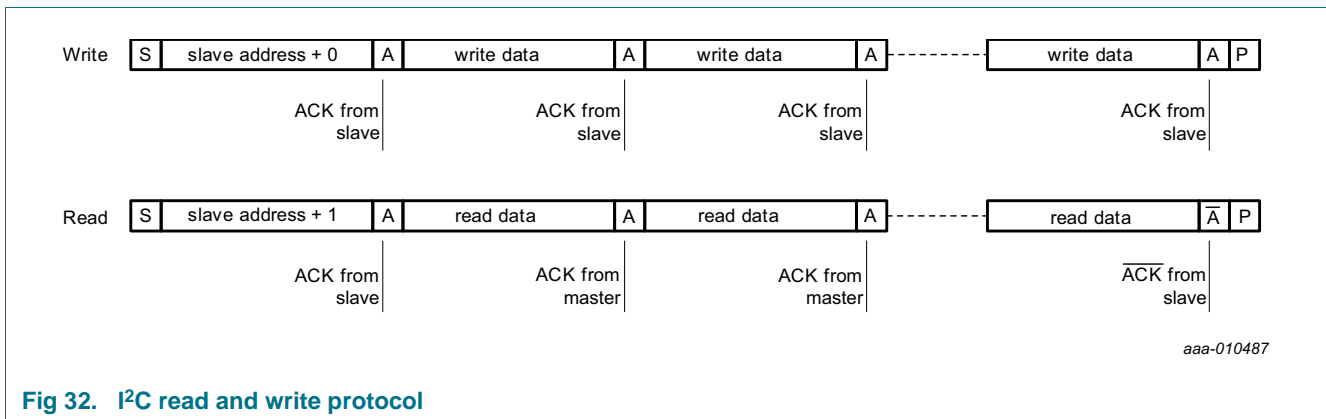 Write S slave address + 0 A write data A write data A write data A P
ACK from slave ACK from slave ACK from slave ACK from slave
Read S slave address + 1 A read data A read data A read data A̅ P
ACK from slave ACK from master ACK from master A̅C̅K̅ from slave
aaa-010487
Fig 32. I²C read and write protocol